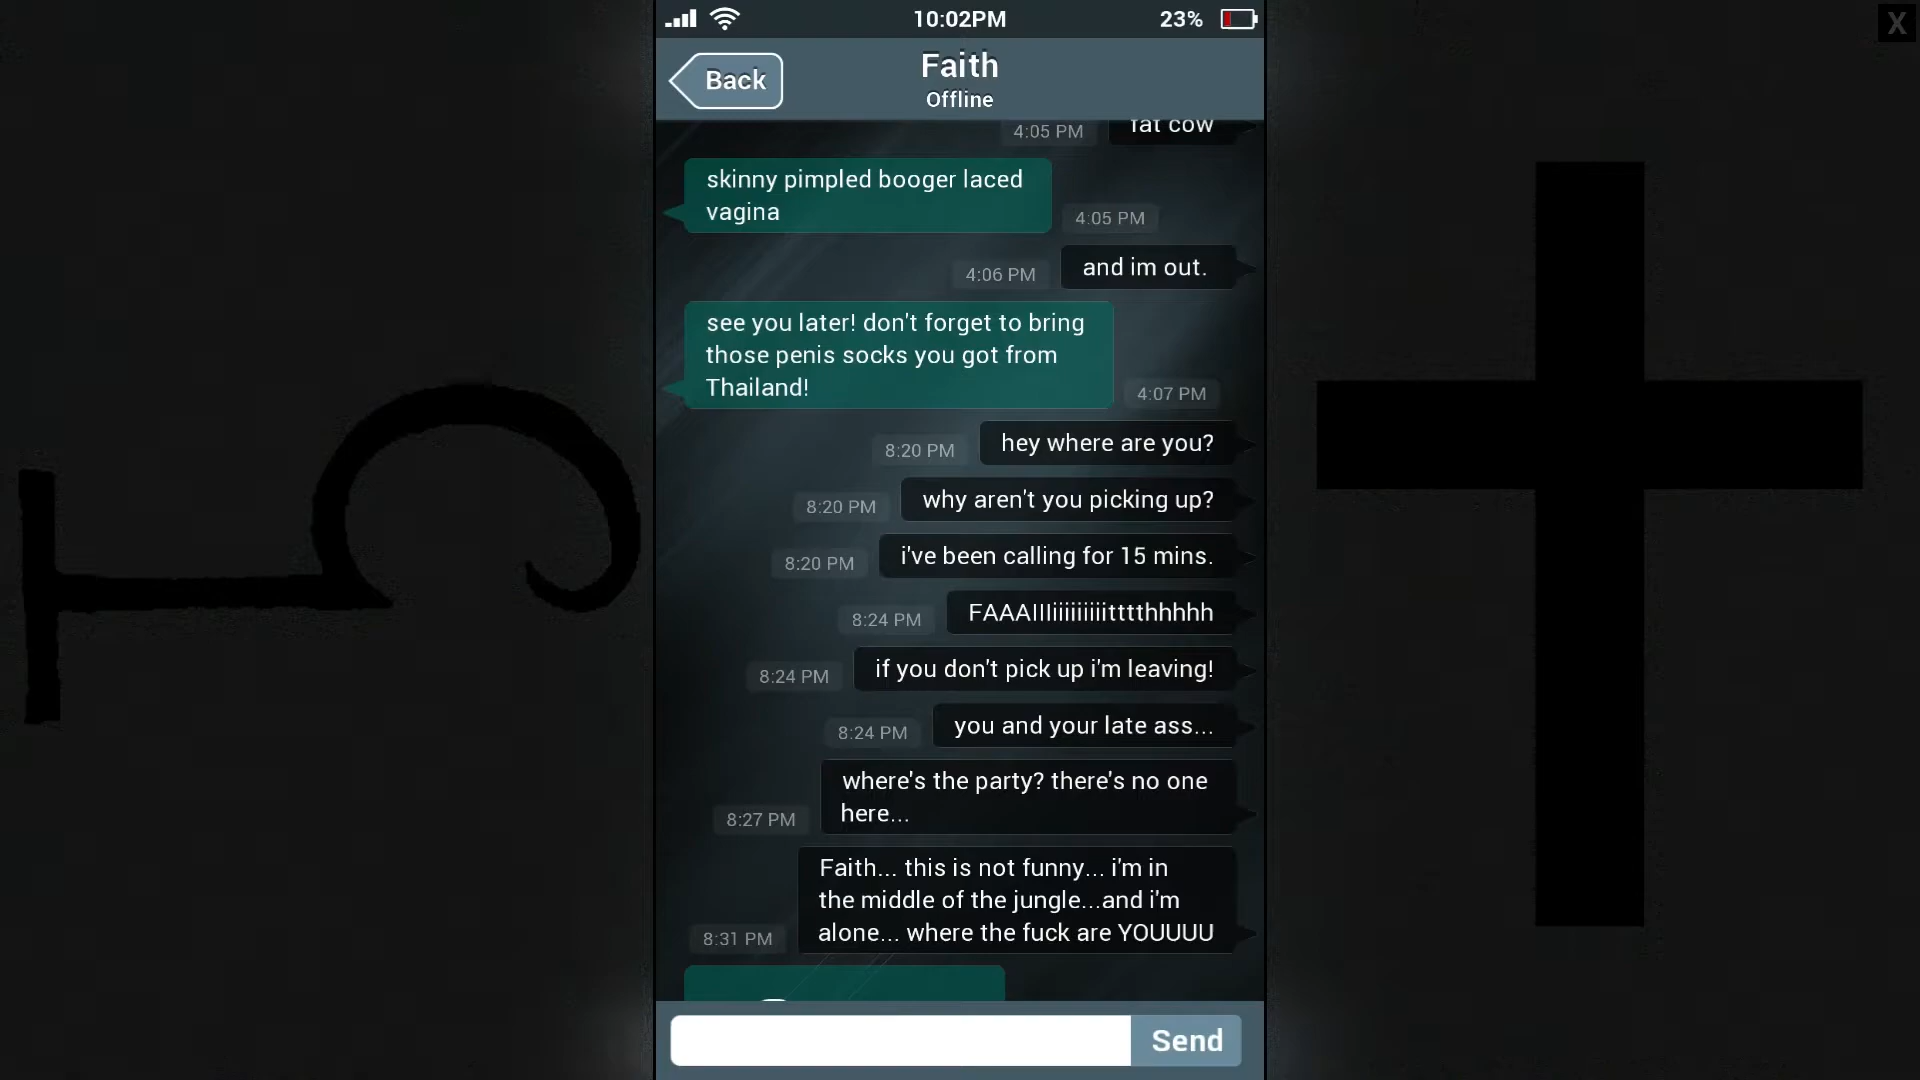 10:02PM
23%
X
Back
Faith
Offline
4:05 PM
fat cow
skinny pimpled booger laced
vagina
4:05 PM
4:06 PM
and im out.
see you later! don't forget to bring
those penis socks you got from
Thailand!
4:07 PM
8:20 PM
hey where are you?
8:20 PM
why aren't you picking up?
8:20 PM
i've been calling for 15 mins.
8:24 PM
FAAAIIIiiiiiiiiitttthhhhh
8:24 PM
if you don't pick up i'm leaving!
8:24 PM
you and your late ass...
where's the party? there's no one
here...
8:27 PM
Faith... this is not funny... i'm in
the middle of the jungle...and i'm
alone... where the fuck are YOUUUU
8:31 PM
Send